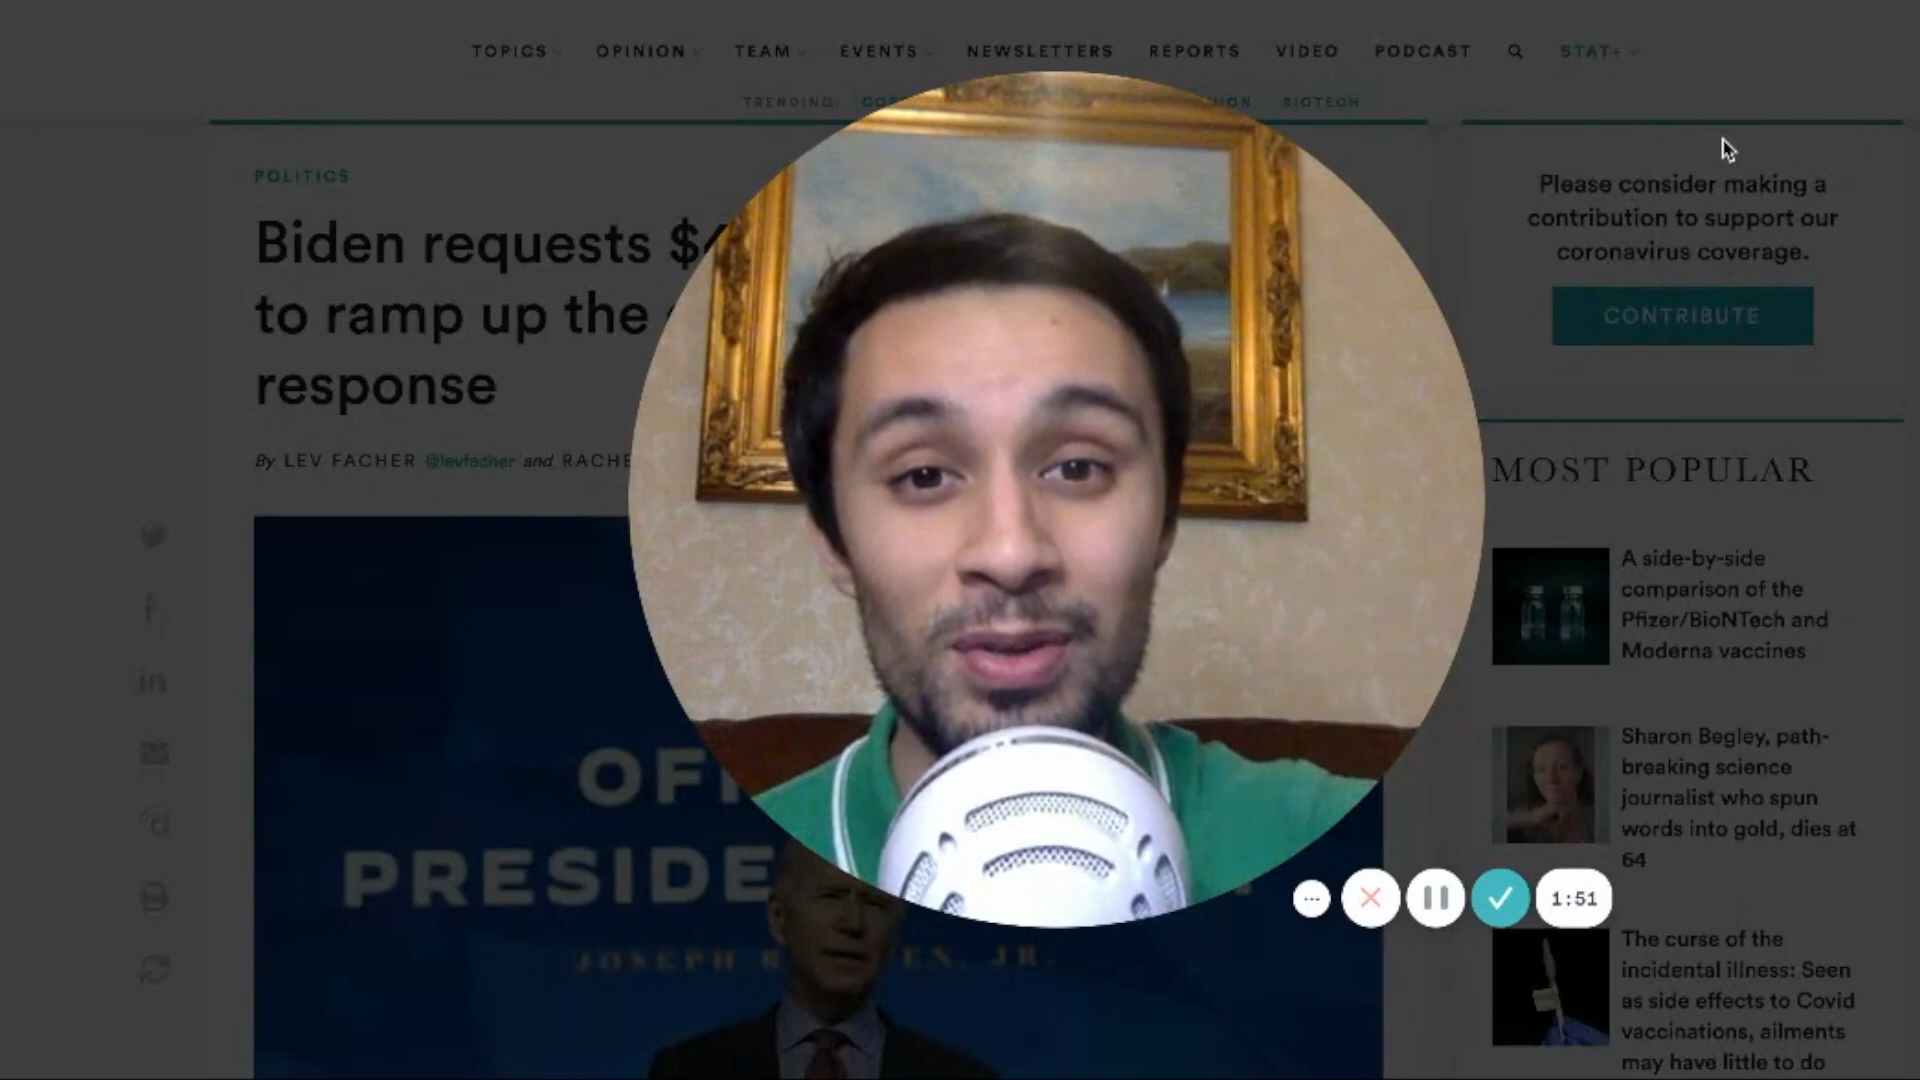 TOPICS OPINION TEAM EVENTS NEWSLETTERS REPORTS VIDEO PODCAST STAT+
TRENDING: BIOTECH
POLITICS
Biden requests $
to ramp up the
response
By LEV FACHER @levfacher and RACHE
OFF
PRESIDE
JOSEPH R EN, JR.
Please consider making a
contribution to support our
coronavirus coverage.
CONTRIBUTE
MOST POPULAR
A side-by-side
comparison of the
Pfizer/BioNTech and
Moderna vaccines
Sharon Begley, path-
breaking science
journalist who spun
words into gold, dies at
64
1:51
The curse of the
incidental illness: Seen
as side effects to Covid
vaccinations, ailments
may have little to do